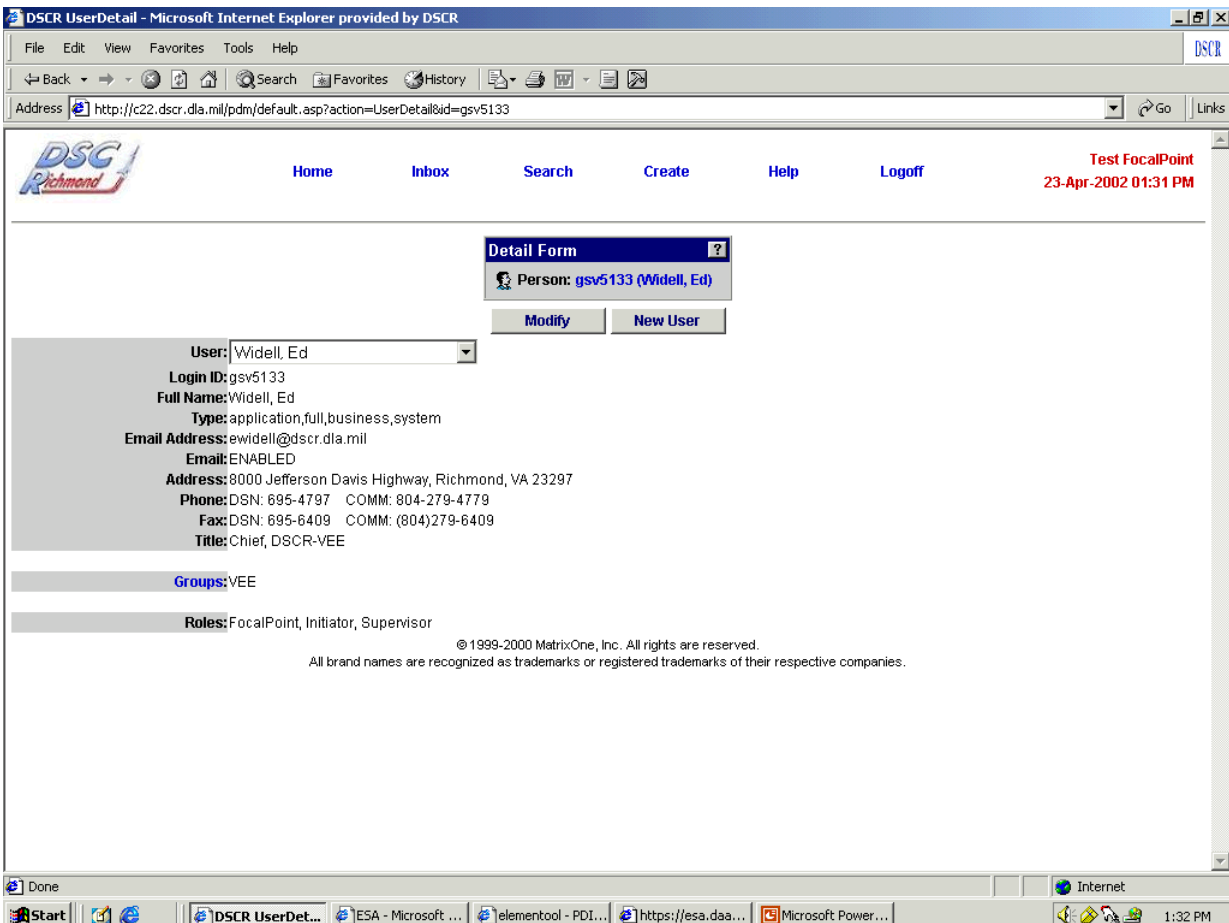 DSCR UserDetail - Microsoft Internet Explorer provided by DSCR
File Edit View Favorites Tools Help
DSCR
Back Search Favorites History
Address http://c22.dscr.dla.mil/pdm/default.asp?action=UserDetail&id=gsv5133 Go Links
DSC
Richmond
Home Inbox Search Create Help Logoff
Test FocalPoint
23-Apr-2002 01:31 PM
Detail Form ?
Person: gsv5133 (Widell, Ed)
Modify New User
User: Widell, Ed
Login ID: gsv5133
Full Name: Widell, Ed
Type: application,full,business,system
Email Address: ewidell@dscr.dla.mil
Email: ENABLED
Address: 8000 Jefferson Davis Highway, Richmond, VA 23297
Phone: DSN: 695-4797 COMM: 804-279-4779
Fax: DSN: 695-6409 COMM: (804)279-6409
Title: Chief, DSCR-VEE
Groups: VEE
Roles: FocalPoint, Initiator, Supervisor
© 1999-2000 MatrixOne, Inc. All rights are reserved.
All brand names are recognized as trademarks or registered trademarks of their respective companies.
Done Internet
Start DSCR UserDet... ESA - Microsoft ... elementool - PDI... https://esa.daa... Microsoft Power... 1:32 PM